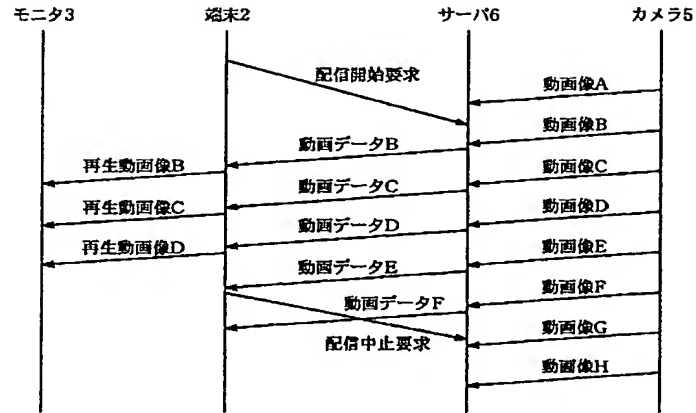 モニタ3
端末2
サーバ6
カメラ5
配信開始要求
動画像A
動画像B
動画データB
再生動画像B
動画像C
動画データC
再生動画像C
動画像D
動画データD
再生動画像D
動画像E
動画データE
動画像F
動画データF
配信中止要求
動画像G
動画像H